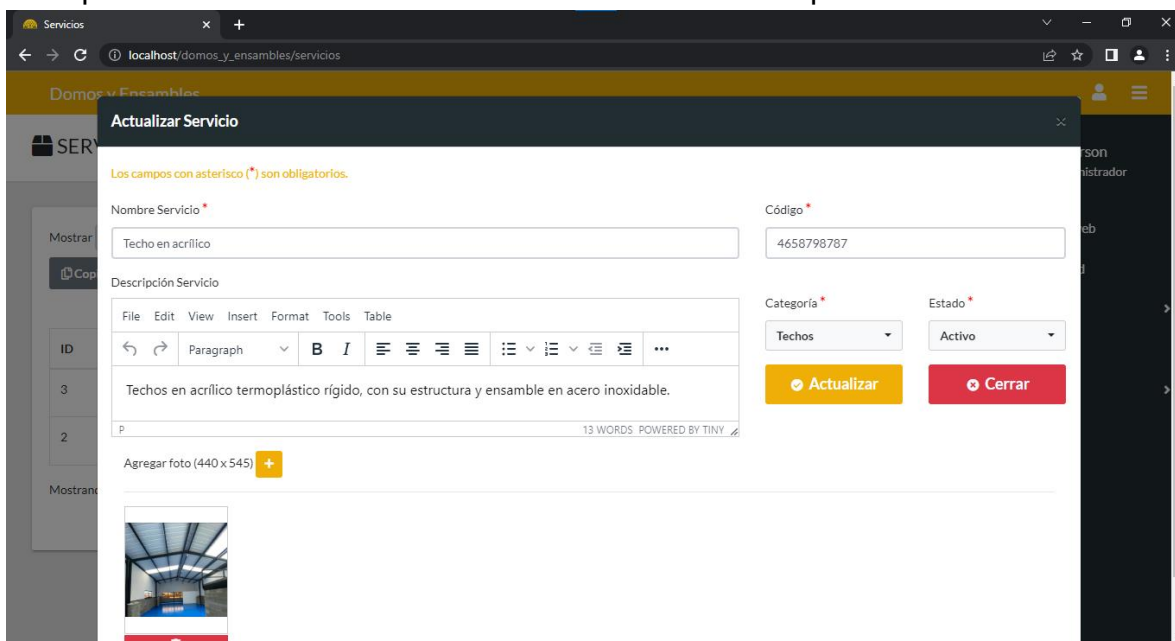 Servicios
localhost/domos_y_ensambles/servicios
Domos y Ensambles
Actualizar Servicio
SERV
rson
nistrador
Los campos con asterisco (*) son obligatorios.
Nombre Servicio *
Código *
Mostrar
Techo en acrílico
4658798787
eb
Copi
d
Descripción Servicio
File Edit View Insert Format Tools Table
Categoría *
Estado *
ID
Paragraph
B I
Techos
Activo
3
Techos en acrílico termoplástico rígido, con su estructura y ensamble en acero inoxidable.
Actualizar
Cerrar
P
13 WORDS POWERED BY TINY
2
Agregar foto (440 x 545) +
Mostrand